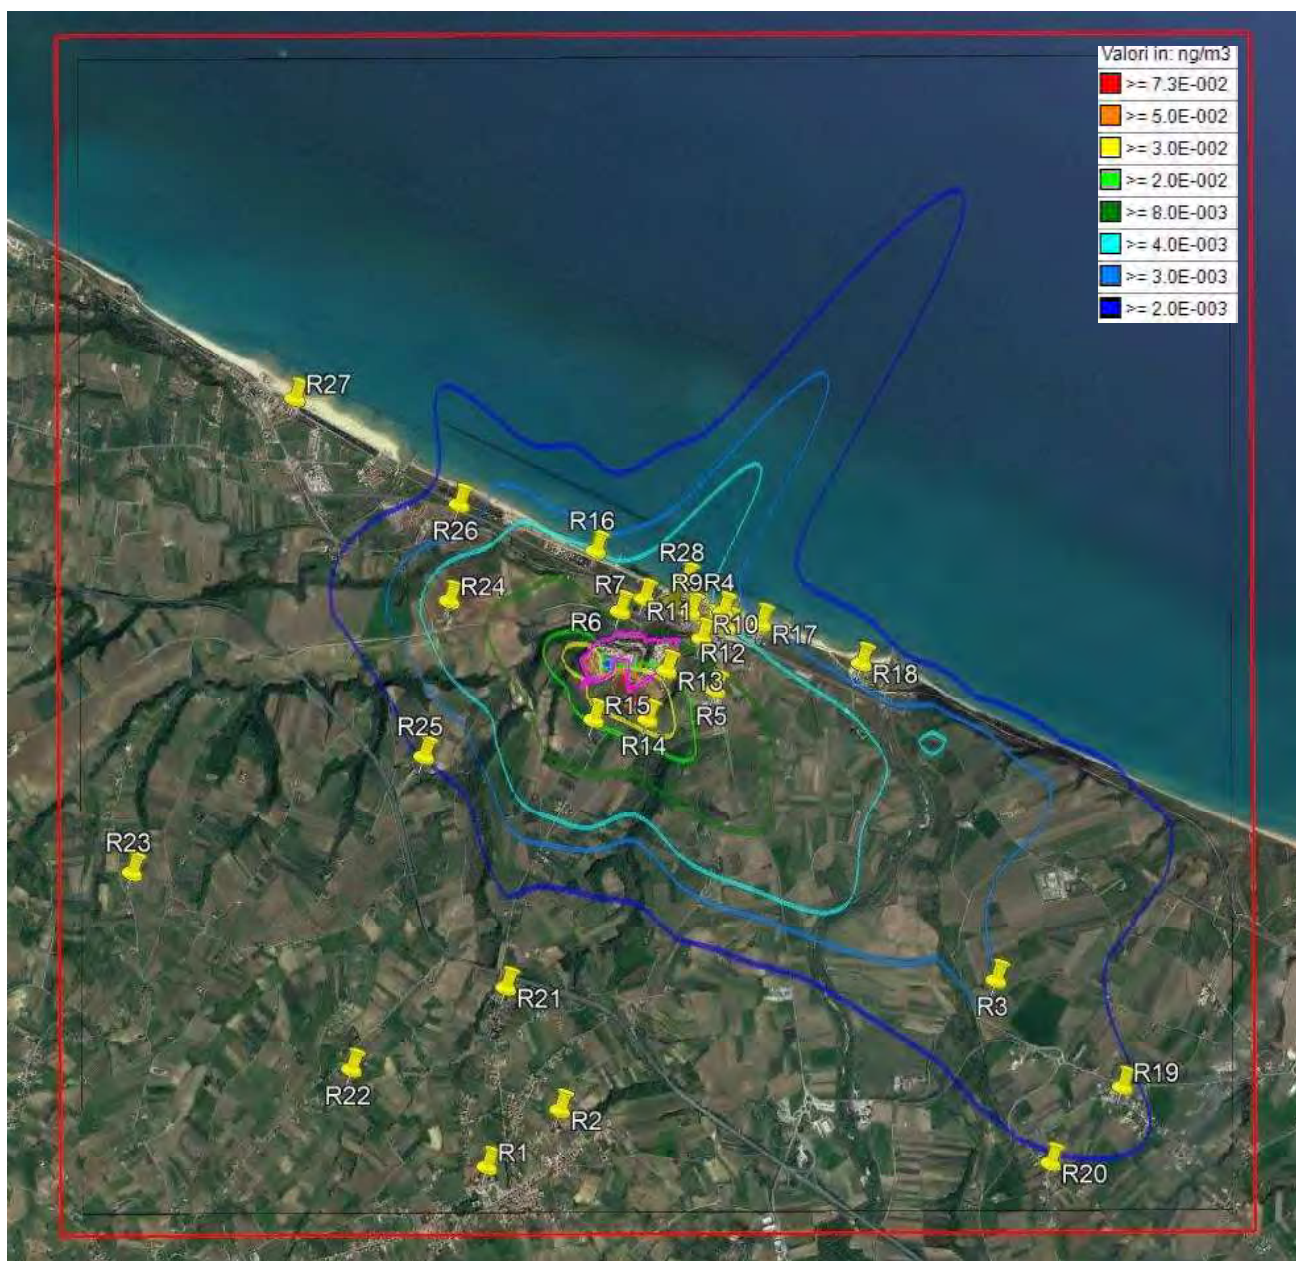 Valori in: ng/m3
>= 7.3E-002
>= 5.0E-002
>= 3.0E-002
>= 2.0E-002
>= 8.0E-003
>= 4.0E-003
>= 3.0E-003
>= 2.0E-003
R27
R26
R16
R28
R24
R7
R9
R4
R11
R10
R6
R17
R12
R18
R13
R15
R5
R25
R14
R23
R21
R3
R22
R19
R2
R1
R20